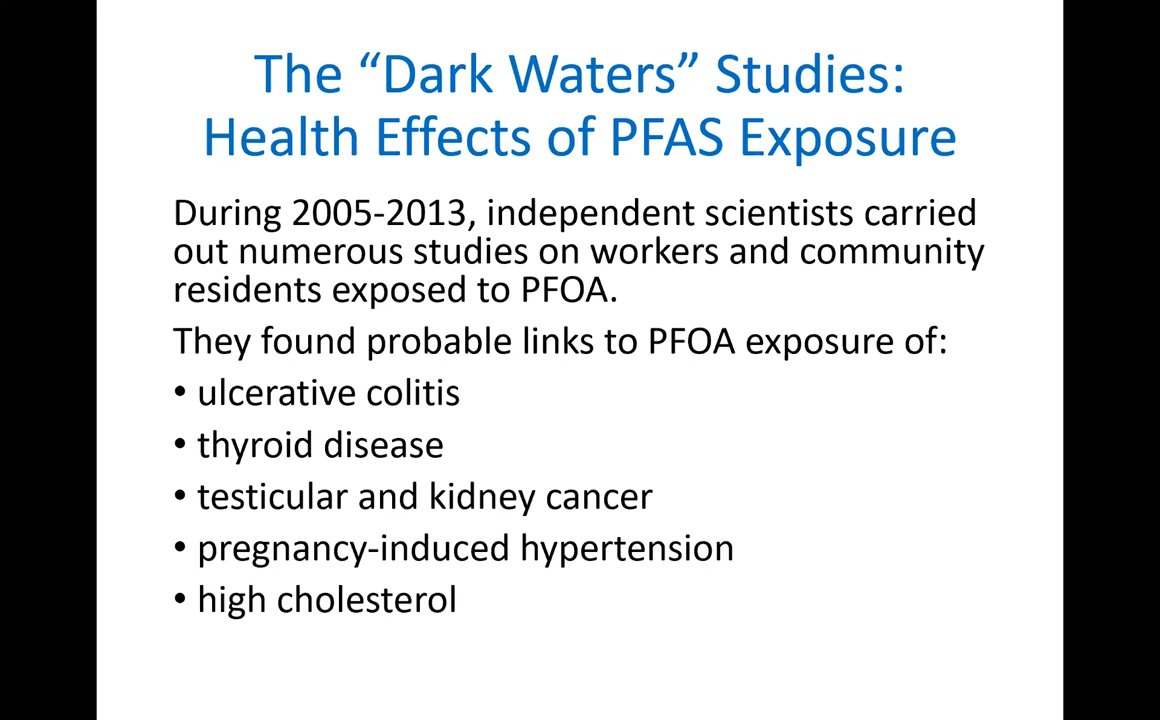 The “Dark Waters” Studies:
Health Effects of PFAS Exposure
During 2005-2013, independent scientists carried
out numerous studies on workers and community
residents exposed to PFOA.
They found probable links to PFOA exposure of:
• ulcerative colitis
• thyroid disease
• testicular and kidney cancer
• pregnancy-induced hypertension
• high cholesterol